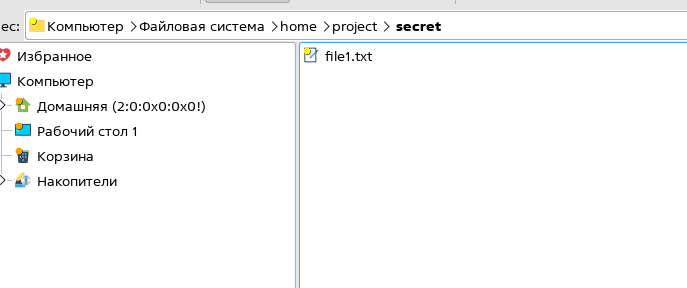 ес: Компьютер > Файловая система > home > project > secret
Избранное
Компьютер
Домашняя (2:0:0x0:0x0!)
Рабочий стол 1
Корзина
Накопители
file1.txt